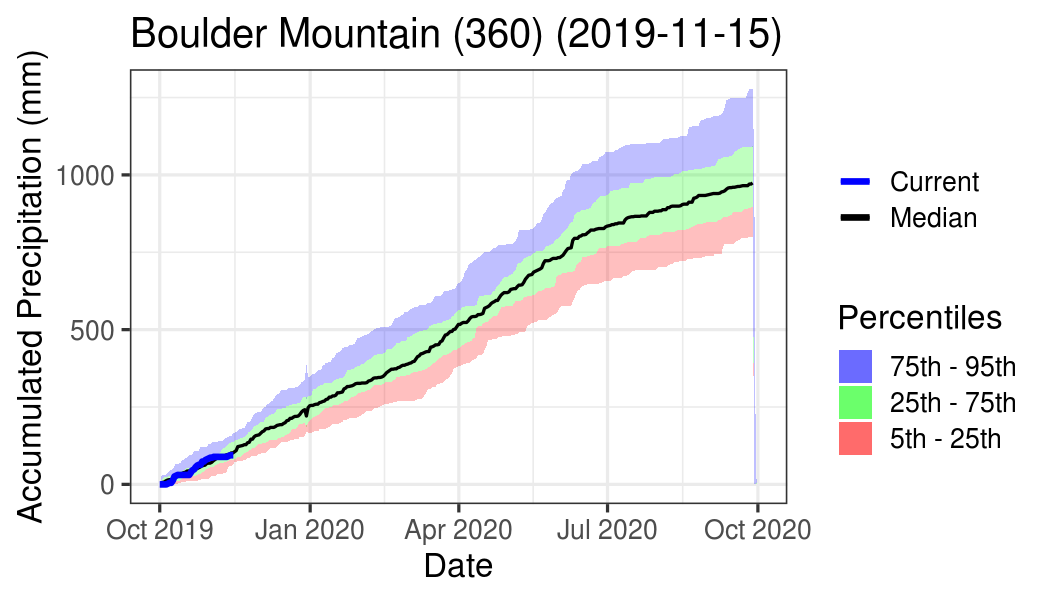 Boulder Mountain (360) (2019-11-15)
Accumulated Precipitation (mm)
1000
500
0
Oct 2019
Jan 2020
Apr 2020
Jul 2020
Oct 2020
Date
Current
Median
Percentiles
75th - 95th
25th - 75th
5th - 25th